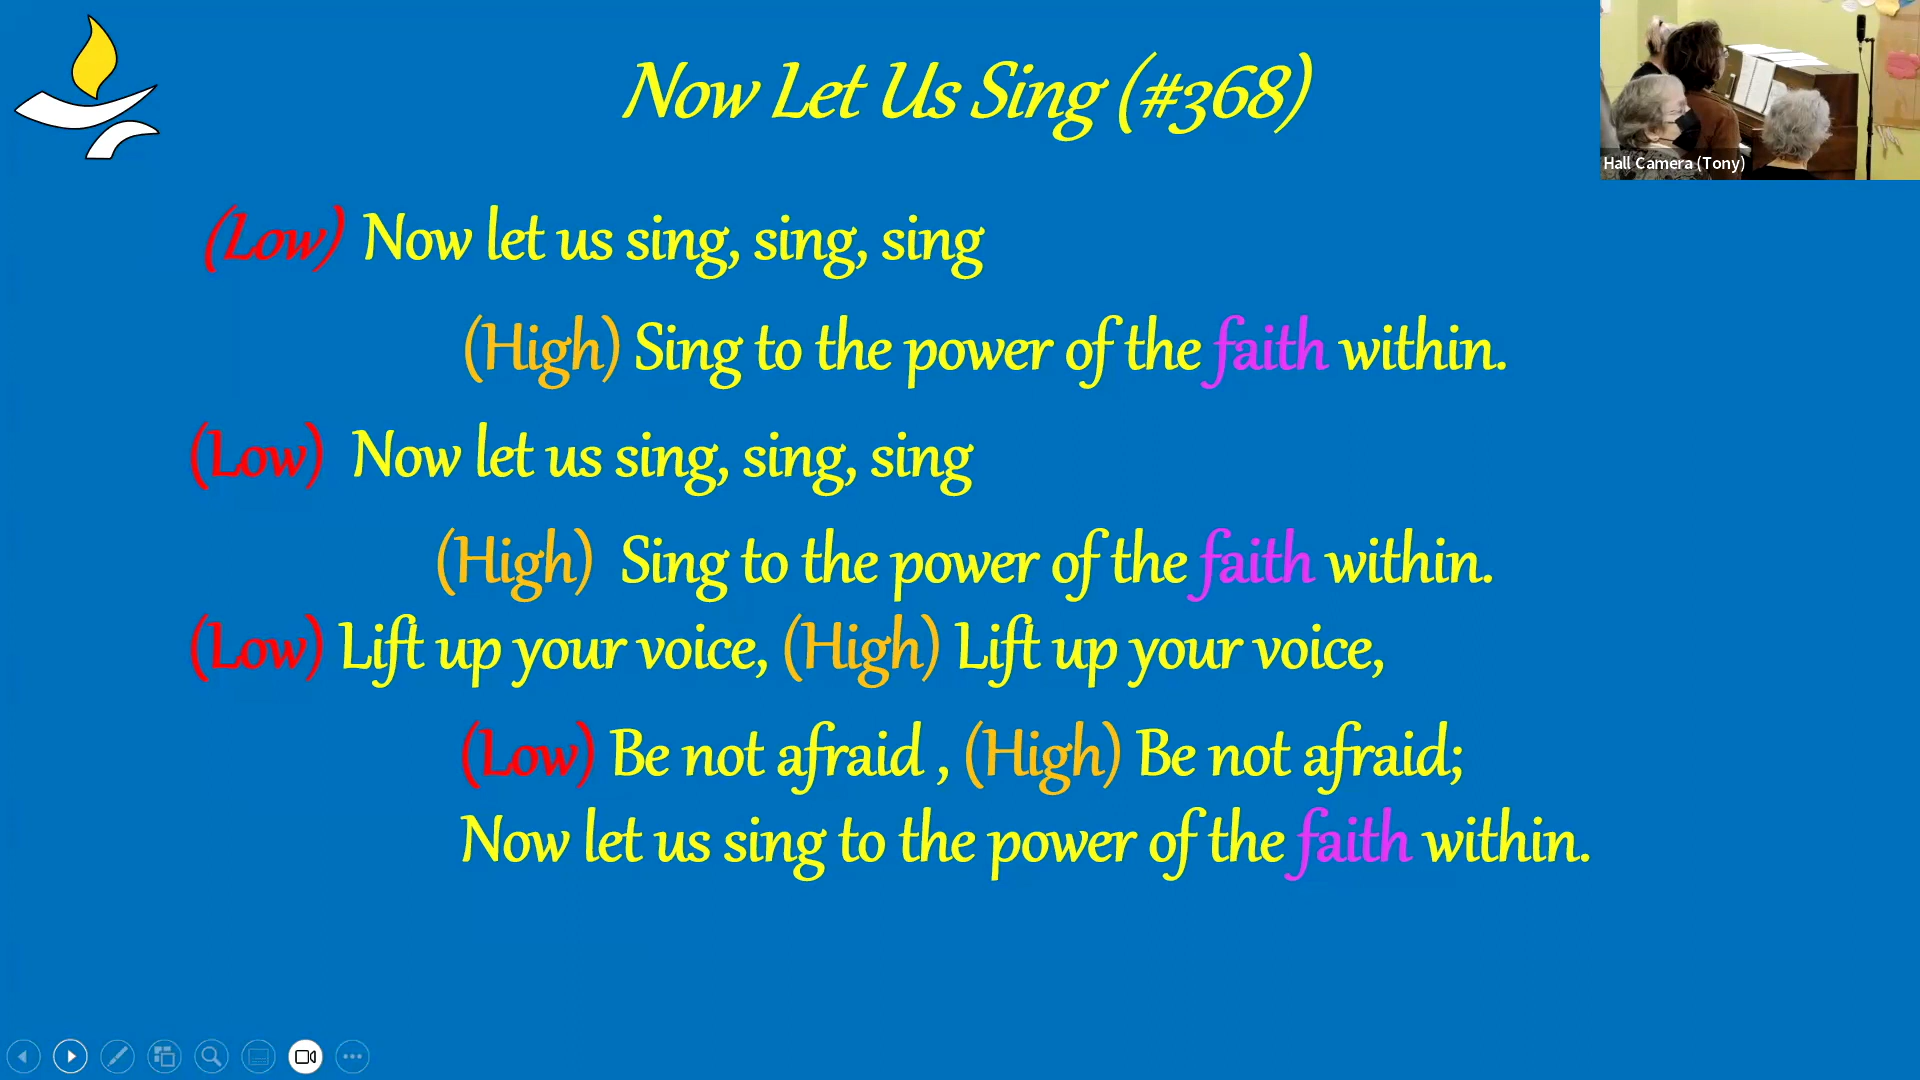 Now Let Us Sing (#368)
Hall Camera (Tony)
(Low) Now let us sing, sing, sing
(High) Sing to the power of the faith within.
(Low) Now let us sing, sing, sing
(High) Sing to the power of the faith within.
(Low) Lift up your voice, (High) Lift up your voice,
(Low) Be not afraid , (High) Be not afraid;
Now let us sing to the power of the faith within.